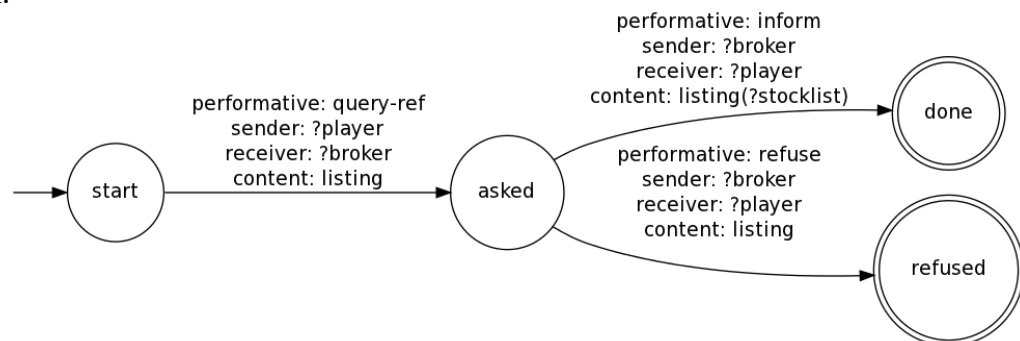 performative: query-ref
sender: ?player
receiver: ?broker
content: listing
start
asked
performative: inform
sender: ?broker
receiver: ?player
content: listing(?stocklist)
done
performative: refuse
sender: ?broker
receiver: ?player
content: listing
refused